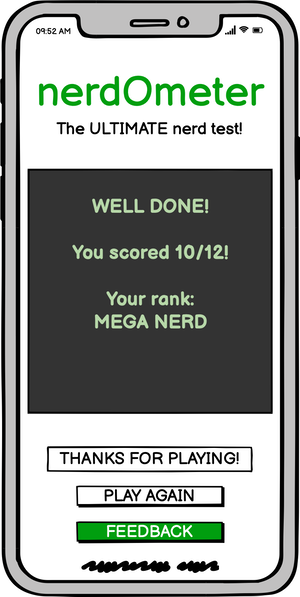 09:52 AM
nerdOmeter
The ULTIMATE nerd test!
WELL DONE!
You scored 10/12!
Your rank:
MEGA NERD
THANKS FOR PLAYING!
PLAY AGAIN
FEEDBACK